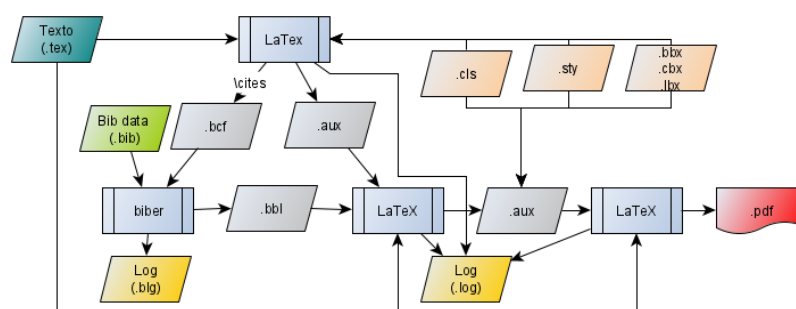 Texto
(.tex)
LaTex
.cls
.sty
.bbx
.cbx
.lbx
\cites
Bib data
(.bib)
.bcf
.aux
biber
.bbl
LaTeX
.aux
LaTeX
.pdf
Log
(.blg)
Log
(.log)